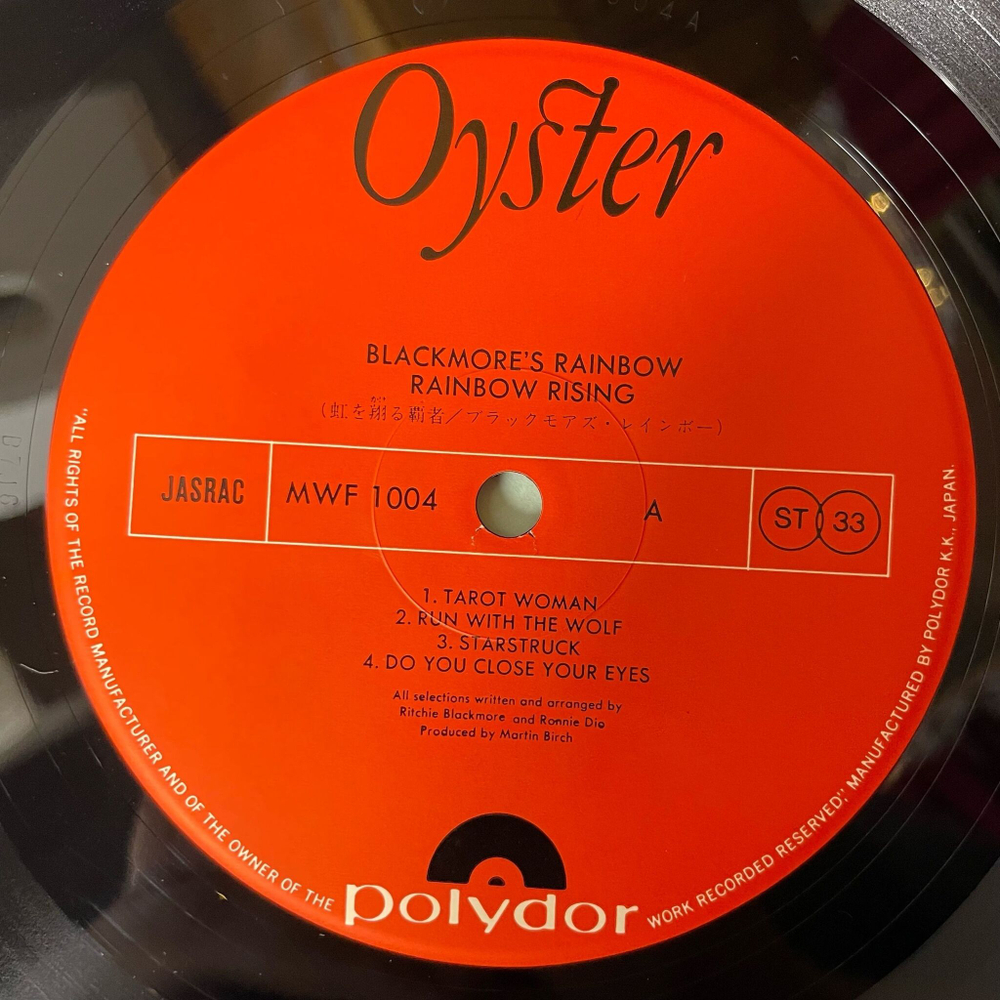 Oyster
BLACKMORE'S RAINBOW
RAINBOW RISING
(虹を翔る覇者/ブラックモアズ・レインボー)
JASRAC
MWF 1004
A
ST 33
1. TAROT WOMAN
2. RUN WITH THE WOLF
3. STARSTRUCK
4. DO YOU CLOSE YOUR EYES
All selections written and arranged by
Ritchie Blackmore and Ronnie Dio
Produced by Martin Birch
polydor
"ALL RIGHTS OF THE RECORD MANUFACTURER AND OF THE OWNER OF THE WORK RECORDED RESERVED," MANUFACTURED BY POLYDOR K.K., JAPAN.